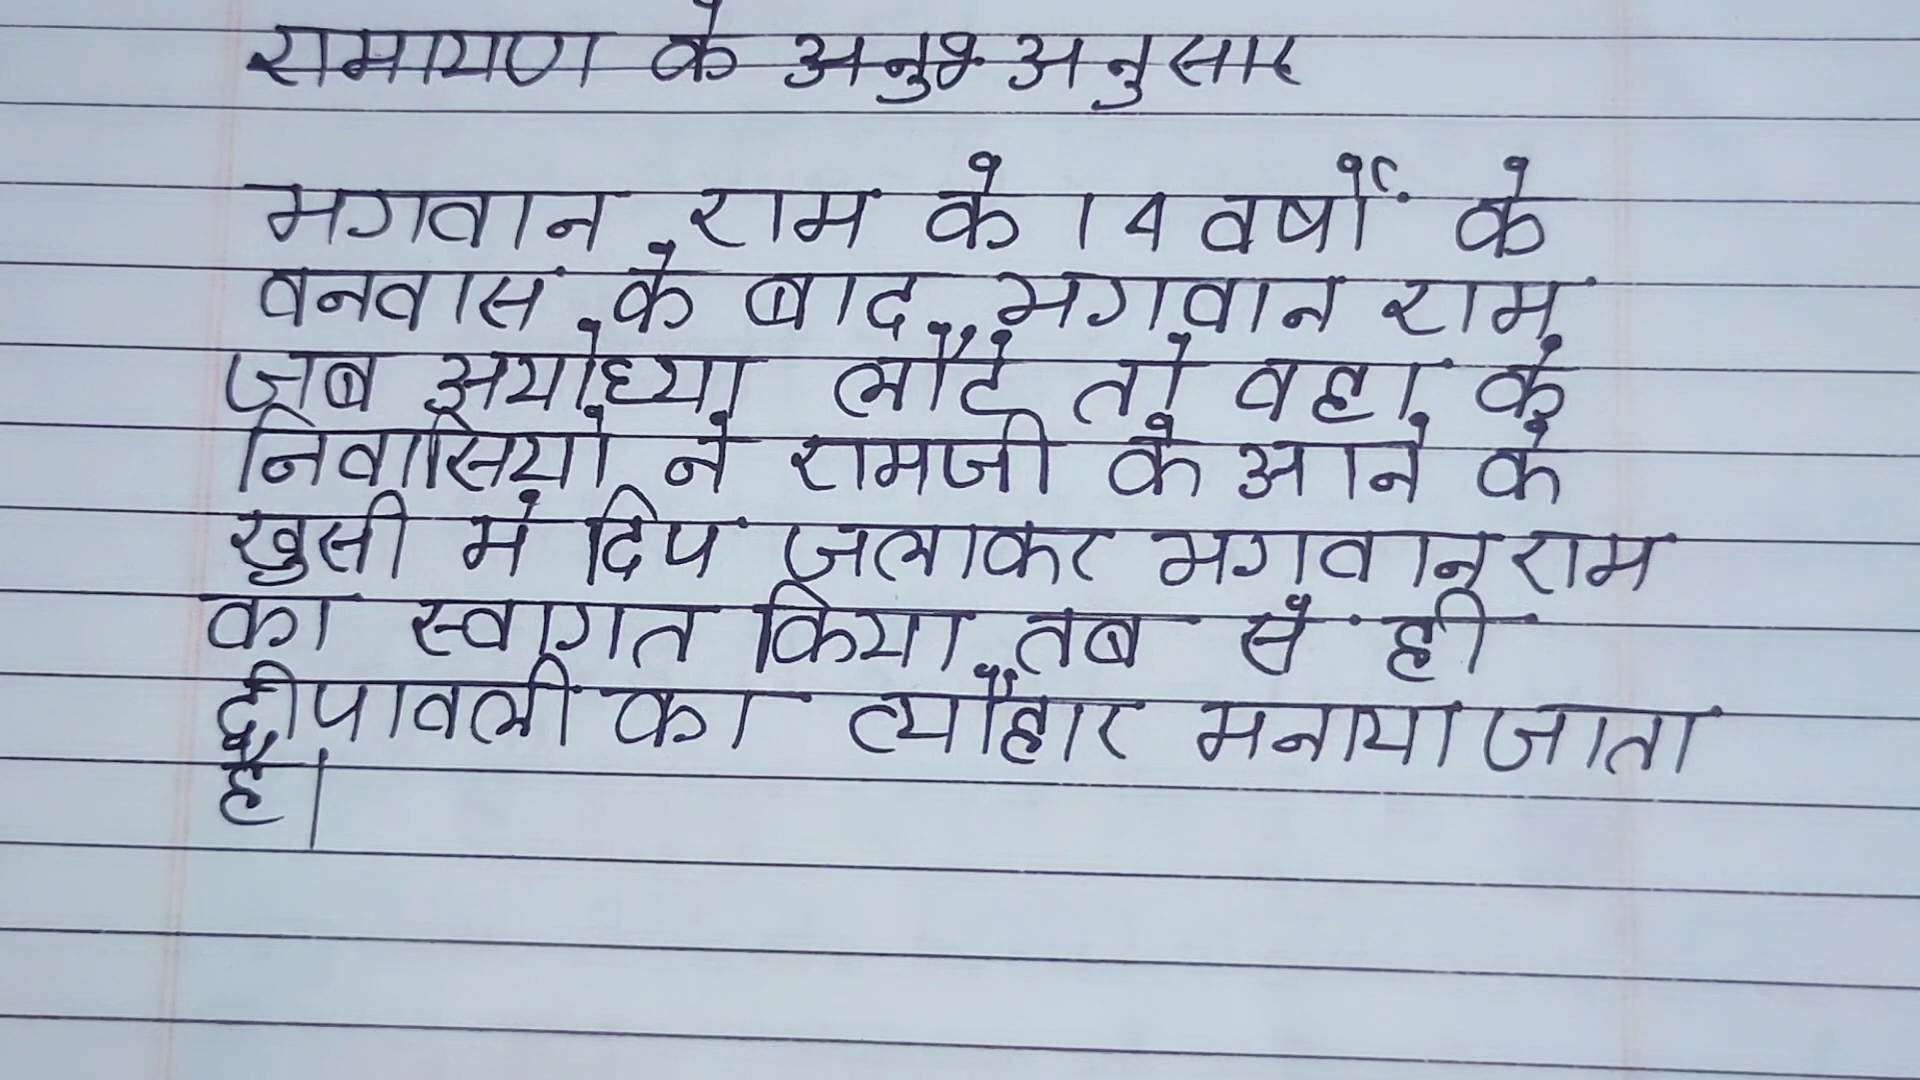 रामायण के अनुसार
भगवान राम के 14 वर्षों के
वनवास के बाद भगवान राम
जब अयोध्या लौटे तो वहा के
निवासियो ने रामजी के आने के
खुसी में दिप जलाकर भगवान राम
का स्वागत किया तब से ही
दीपावली का त्यौहार मनाया जाता
है।